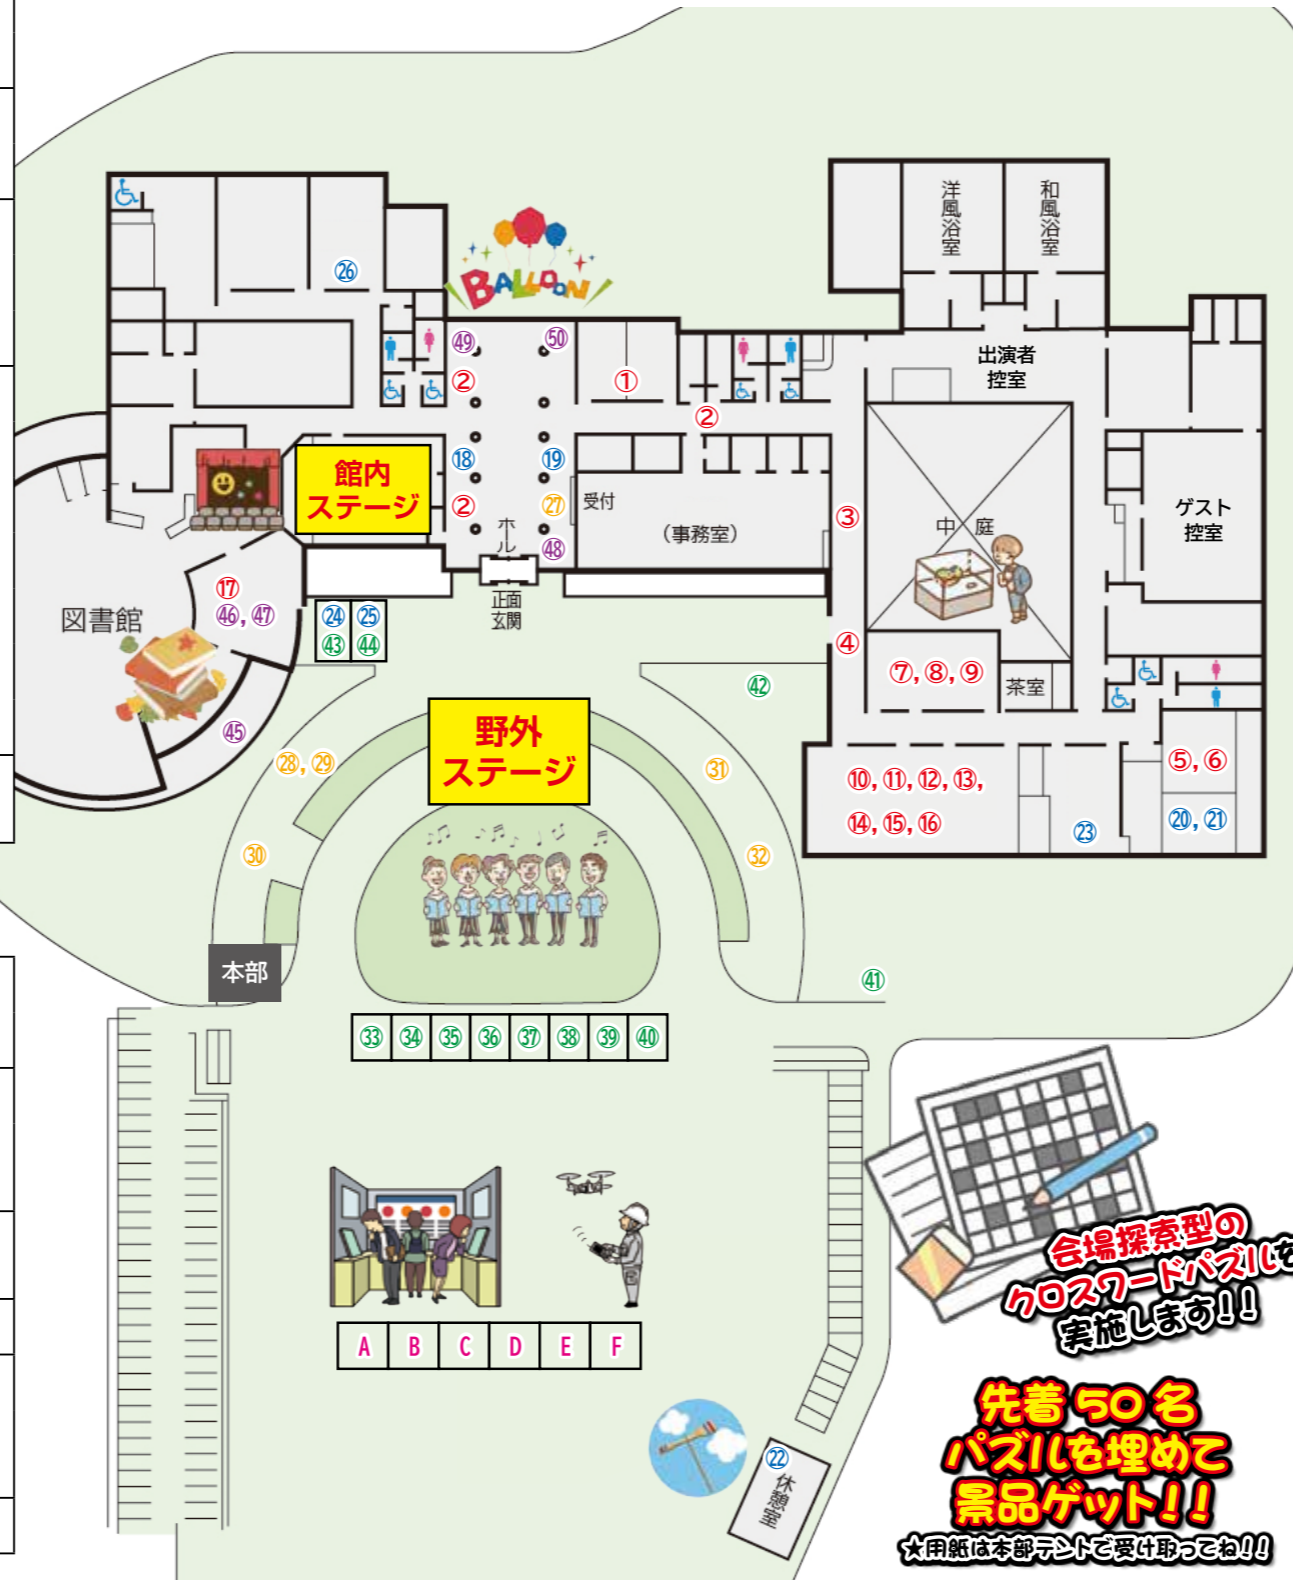 洋風浴室
和風浴室
BALLOON
㉖
㊾
㊿
②
①
②
出演者
控室
館内
ステージ
⑱
⑲
②
㉗
受付
ホール
㊽
(事務室)
③
中庭
ゲスト
控室
正面
玄関
図書館
⑰
㊻, ㊼
㉔
㉕
㊸
㊹
④
⑦, ⑧, ⑨
茶室
㊷
㊺
野外
ステージ
㉘, ㉙
㉛
⑤, ⑥
⑩, ⑪, ⑫, ⑬,
⑭, ⑮, ⑯
⑳, ㉑
㉓
㉚
㉜
本部
㊶
㉝ ㉞ ㉟ ㊱ ㊲ ㊳ ㊴ ㊵
A B C D E F
㉒
休憩室
会場探索型の
クロスワードパズルを
実施します!!
先着50名
パズルを埋めて
景品ゲット!!
★用紙は本部テントで受け取ってね!!